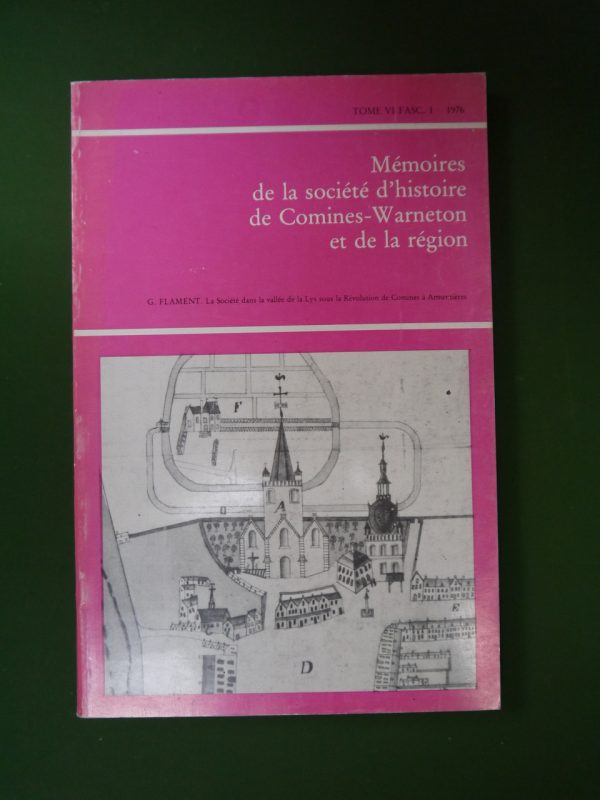 TOME VI FASC. 1 1976
Mémoires
de la société d'histoire
de Comines-Warneton
et de la région
G. FLAMENT. La Société dans la vallée de la Lys sous la Révolution de Comines à Armentières
F
A
E
C
D